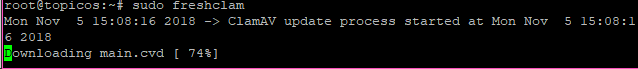 root@topicos:~# sudo freshclam
Mon Nov  5 15:08:16 2018 -> ClamAV update process started at Mon Nov  5 15:08:1
6 2018
Downloading main.cvd [ 74%]